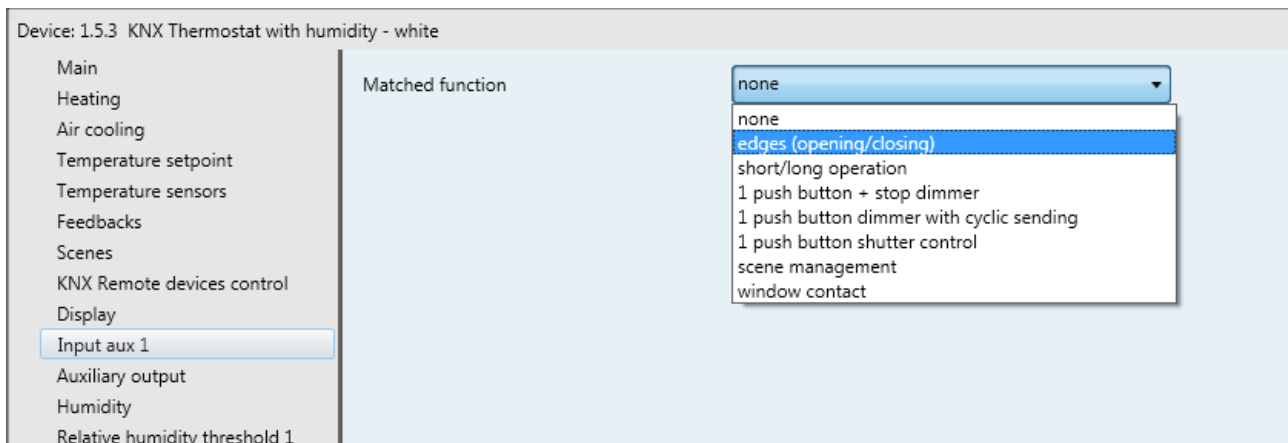 Device: 1.5.3 KNX Thermostat with humidity - white
Main
Heating
Air cooling
Temperature setpoint
Temperature sensors
Feedbacks
Scenes
KNX Remote devices control
Display
Input aux 1
Auxiliary output
Humidity
Relative humidity threshold 1
Matched function
none
none
edges (opening/closing)
short/long operation
1 push button + stop dimmer
1 push button dimmer with cyclic sending
1 push button shutter control
scene management
window contact